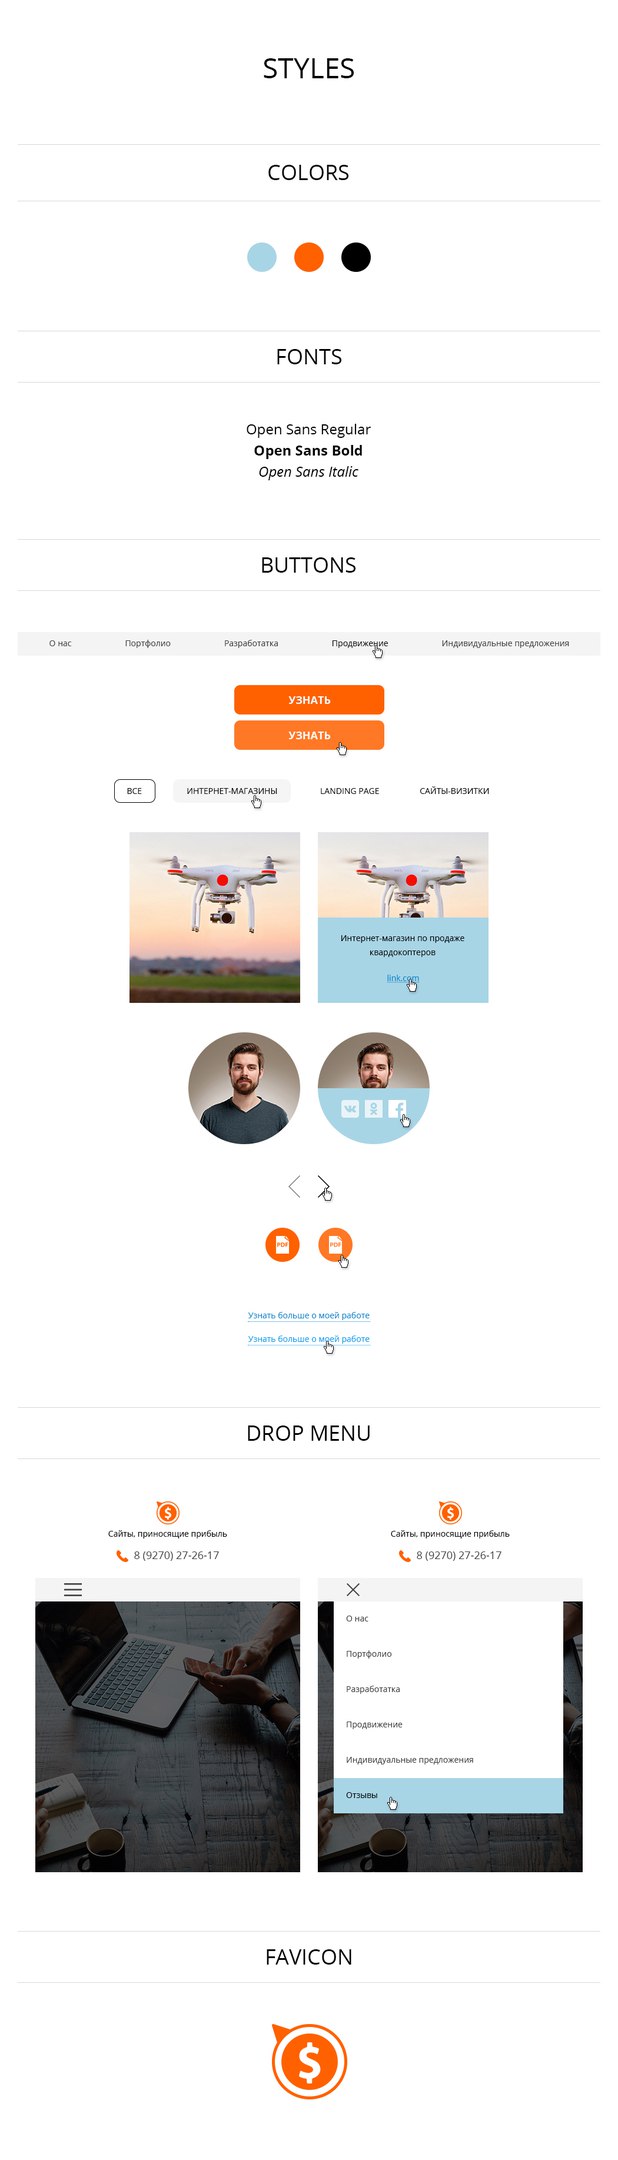 STYLES
COLORS
FONTS
Open Sans Regular
Open Sans Bold
Open Sans Italic
BUTTONS
О нас Портфолио Разработатка Продвижение Индивидуальные предложения
УЗНАТЬ
УЗНАТЬ
ВСЕ ИНТЕРНЕТ-МАГАЗИНЫ LANDING PAGE САЙТЫ-ВИЗИТКИ
Интернет-магазин по продаже
квардокоптеров
link.com
PDF PDF
Узнать больше о моей работе
Узнать больше о моей работе
DROP MENU
$ $
Сайты, приносящие прибыль Сайты, приносящие прибыль
8 (9270) 27-26-17 8 (9270) 27-26-17
О нас
Портфолио
Разработатка
Продвижение
Индивидуальные предложения
Отзывы
FAVICON
$